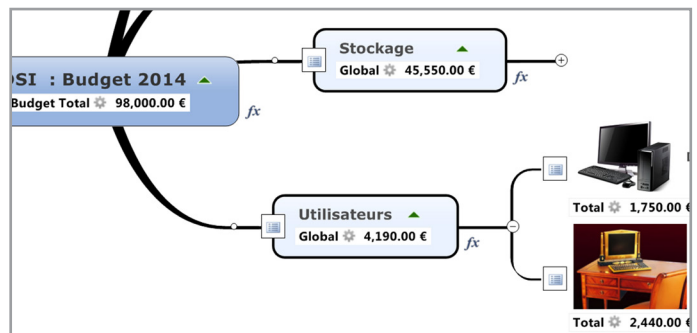 Stockage
Global 45,550.00 €
fx
SI : Budget 2014
Budget Total 98,000.00 €
fx
Utilisateurs
Global 4,190.00 €
fx
Total 1,750.00 €
Total 2,440.00 €